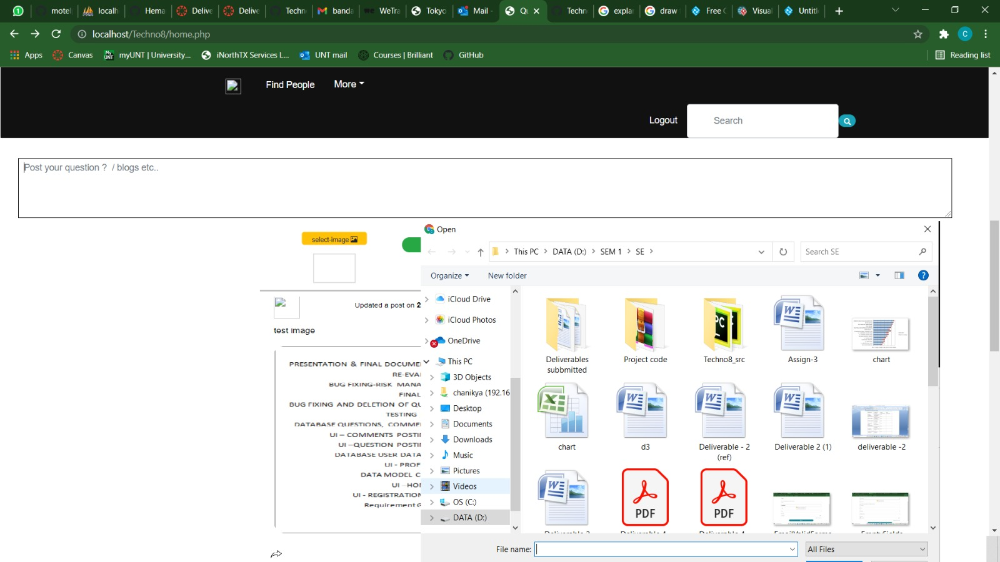 motel
localh
Hema
Delive
Delive
Techn
banda
WeTra
Tokyo
Mail -
Qu
Techn
explar
draw
Free C
Visual
Untitl
localhost/Techno8/home.php
Apps
Canvas
myUNT | University...
iNorthTX Services L...
UNT mail
Courses | Brilliant
GitHub
Reading list
Find People
More
Logout
Search
Post your question ?  / blogs etc..
select-image
Updated a post on 2
test image
PRESENTATION & FINAL DOCUME
RE-EVA
BUG FIXING-RISK MANA
FINAL
BUG FIXING AND DELETION OF QU
TESTING
DATABASE QUESTIONS, COMME
UI – COMMENTS POSTI
UI –QUESTION POSTI
DATABASE USER DATA
UI - PROF
DATA MODEL C
UI –HO
UI - REGISTRATION
Requirement G
Open
This PC > DATA (D:) > SEM 1 > SE >
Search SE
Organize
New folder
iCloud Drive
iCloud Photos
OneDrive
This PC
3D Objects
chanikya (192.16
Desktop
Documents
Downloads
Music
Pictures
Videos
OS (C:)
DATA (D:)
Deliverables
subbmitted
Project code
Techno8_src
Assign-3
chart
chart
d3
Deliverable - 2
(ref)
Deliverable 2 (1)
deliverable -2
PDF
PDF
File name:
All Files